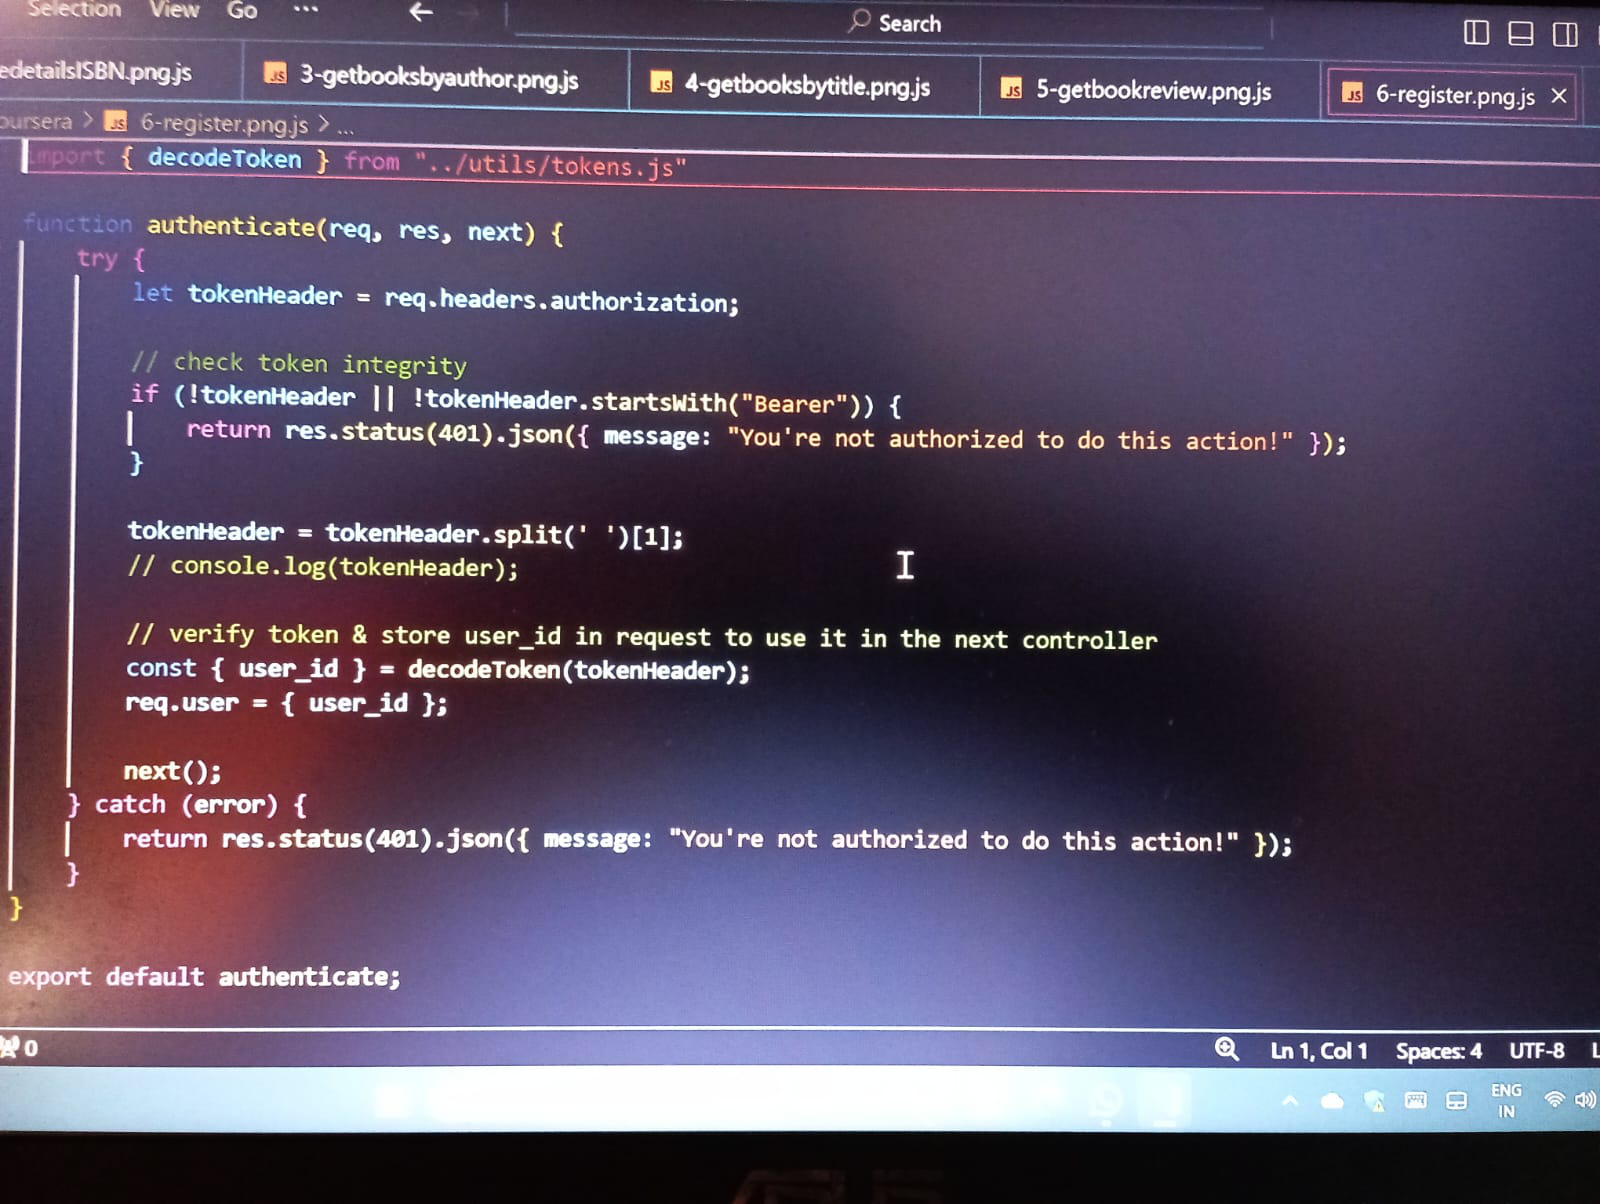 Selection View Go ... Search
edetailsISBN.png.js 3-getbooksbyauthor.png.js 4-getbooksbytitle.png.js 5-getbookreview.png.js 6-register.png.js
oursera > JS 6-register.png.js > ...
import { decodeToken } from "../utils/tokens.js"
function authenticate(req, res, next) {
try {
let tokenHeader = req.headers.authorization;
// check token integrity
if (!tokenHeader || !tokenHeader.startsWith("Bearer")) {
return res.status(401).json({ message: "You're not authorized to do this action!" });
}
tokenHeader = tokenHeader.split(' ')[1];
// console.log(tokenHeader);
// verify token & store user_id in request to use it in the next controller
const { user_id } = decodeToken(tokenHeader);
req.user = { user_id };
next();
} catch (error) {
return res.status(401).json({ message: "You're not authorized to do this action!" });
}
}
export default authenticate;
0 Ln 1, Col 1 Spaces: 4 UTF-8 L
ENG
IN